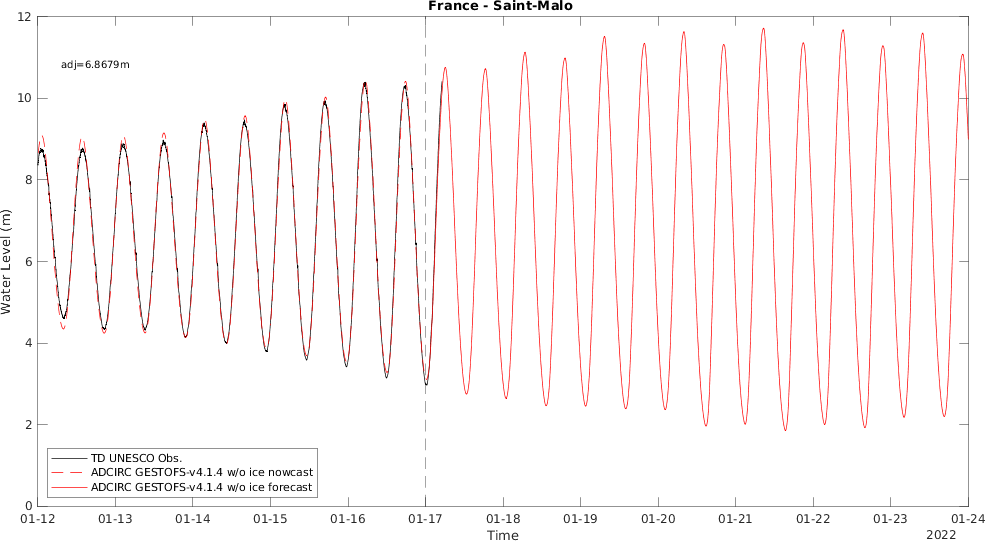 France - Saint-Malo
adj=6.8679m
12
10
8
6
4
2
0
Water Level (m)
TD UNESCO Obs.
ADCIRC GESTOFS-v4.1.4 w/o ice nowcast
ADCIRC GESTOFS-v4.1.4 w/o ice forecast
01-12 01-13 01-14 01-15 01-16 01-17 01-18 01-19 01-20 01-21 01-22 01-23 01-24
Time
2022